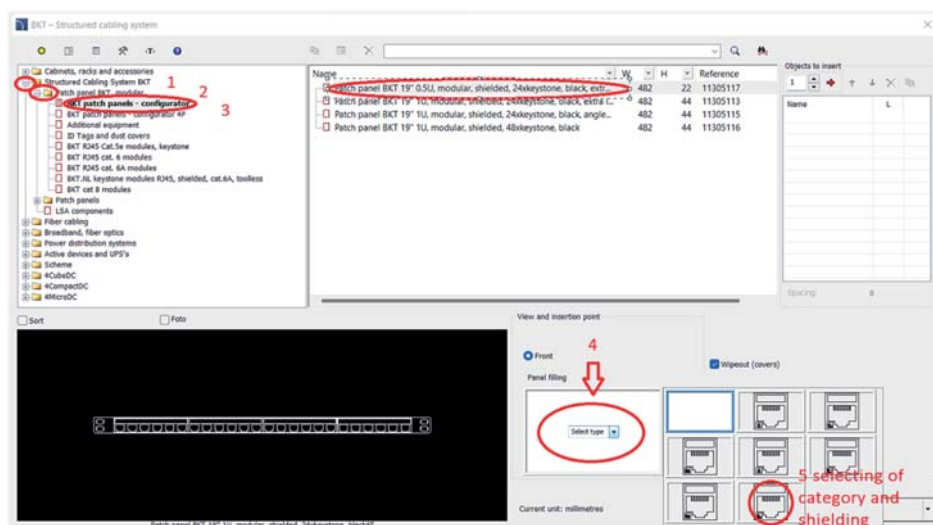 BKT – Structured cabling system
Cabinets, racks and accessories
Structured Cabling System BKT
1
Patch panel BKT, modular
2
BKT patch panels - configurator
3
BKT patch panels - configurator 4P
Additional equipment
ID Tags and dust covers
BKT RJ45 Cat.5e modules, keystone
BKT RJ45 cat. 6 modules
BKT RJ45 cat. 6A modules
BKT.NL keystone modules RJ45, shielded, cat.6A, toolless
BKT cat 8 modules
Patch panels
LSA components
Fiber cabling
Broadband, fiber optics
Power distribution systems
Active devices and UPS's
Scheme
4CubeDC
4CompactDC
4MicroDC
Name W H Reference
Patch panel BKT 19" 0.5U, modular, shielded, 24xkeystone, black, extr... 482 22 11305117
Patch panel BKT 19" 1U, modular, shielded, 24xkeystone, black, ektra l... 482 44 11305113
Patch panel BKT 19" 1U, modular, shielded, 24xkeystone, black, angle... 482 44 11305115
Patch panel BKT 19" 1U, modular, shielded, 48xkeystone, black 482 44 11305116
Objects to insert
1
Name L
Spacing: 0
Sort
Foto
View and insertion point
4
Front
Wipeout (covers)
Panel filling
Select type
5 selecting of
category and
shielding
Current unit: millimetres